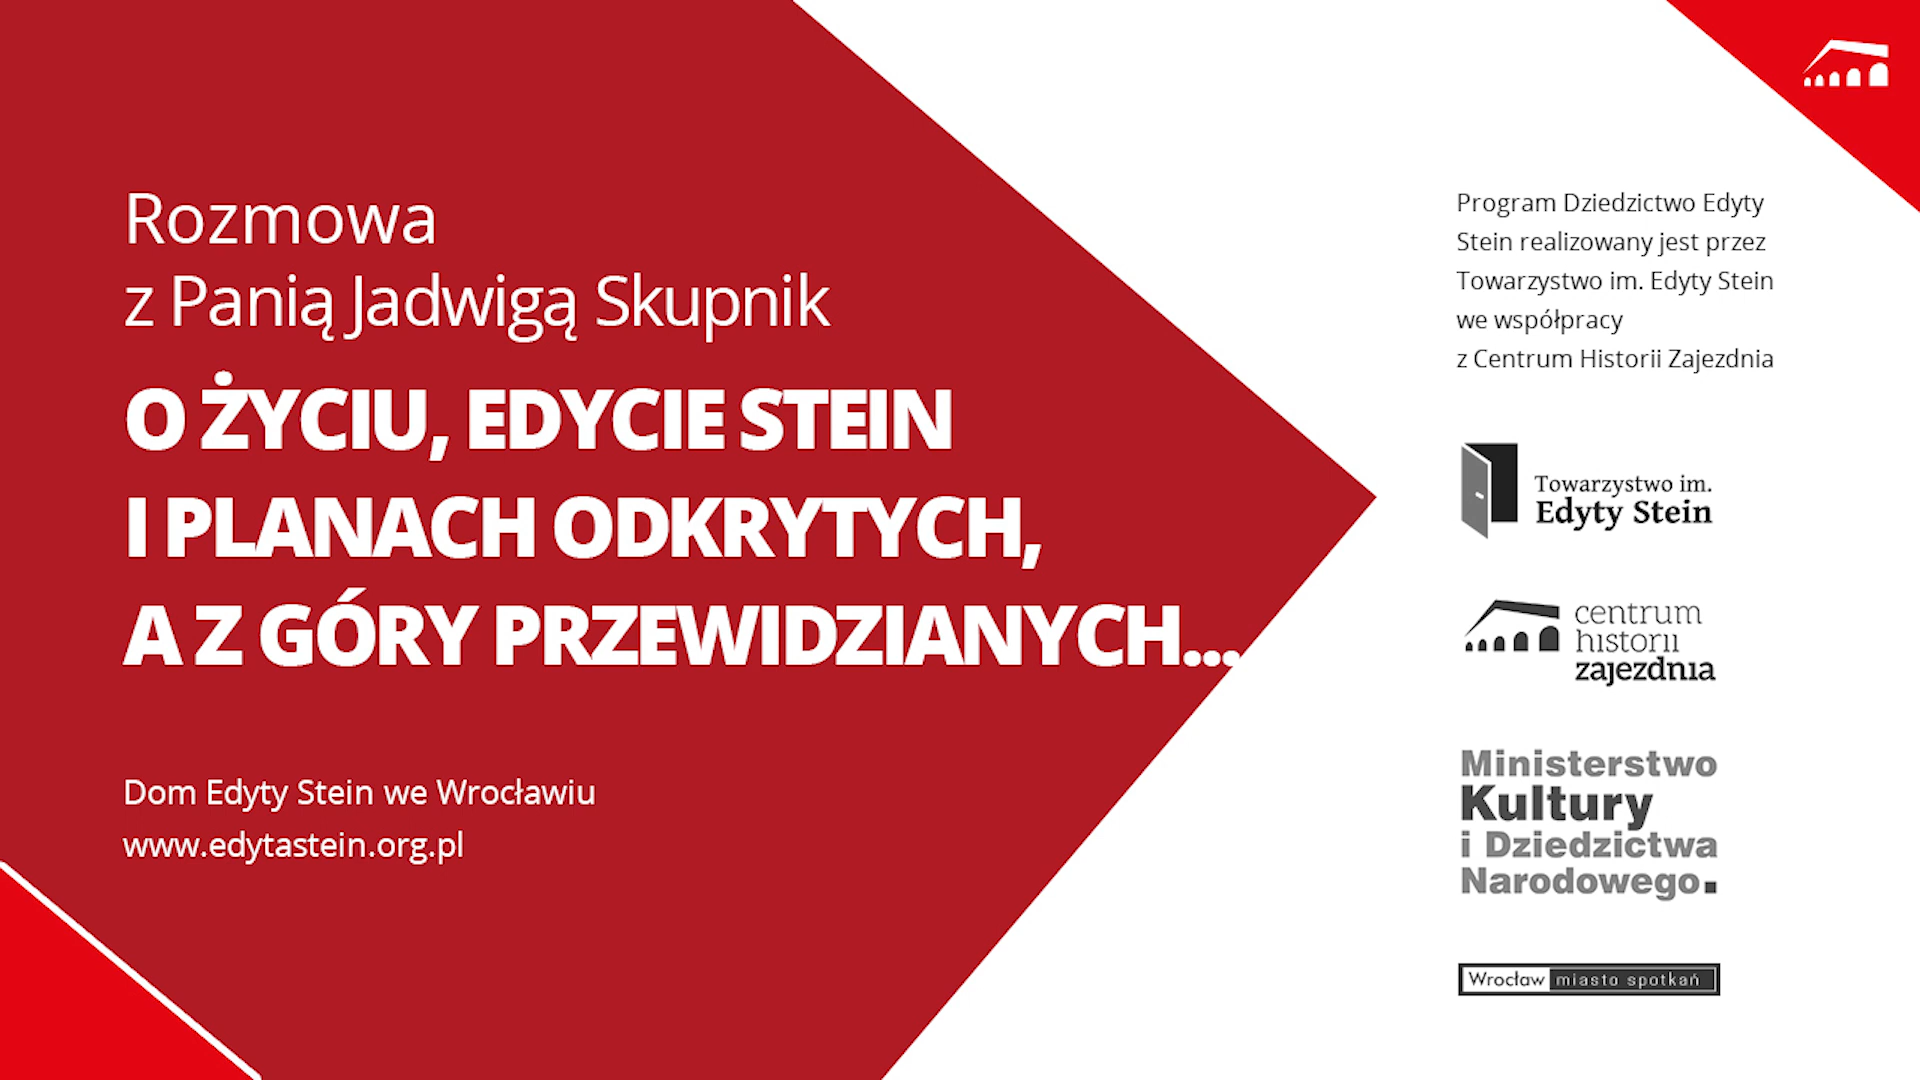 Rozmowa
z Panią Jadwigą Skupnik
O ŻYCIU, EDYCIE STEIN
I PLANACH ODKRYTYCH,
A Z GÓRY PRZEWIDZIANYCH...
Dom Edyty Stein we Wrocławiu
www.edytastein.org.pl
Program Dziedzictwo Edyty
Stein realizowany jest przez
Towarzystwo im. Edyty Stein
we współpracy
z Centrum Historii Zajezdnia
Towarzystwo im.
Edyty Stein
centrum
historii
zajezdnia
Ministerstwo
Kultury
i Dziedzictwa
Narodowego.
Wrocław miasto spotkań